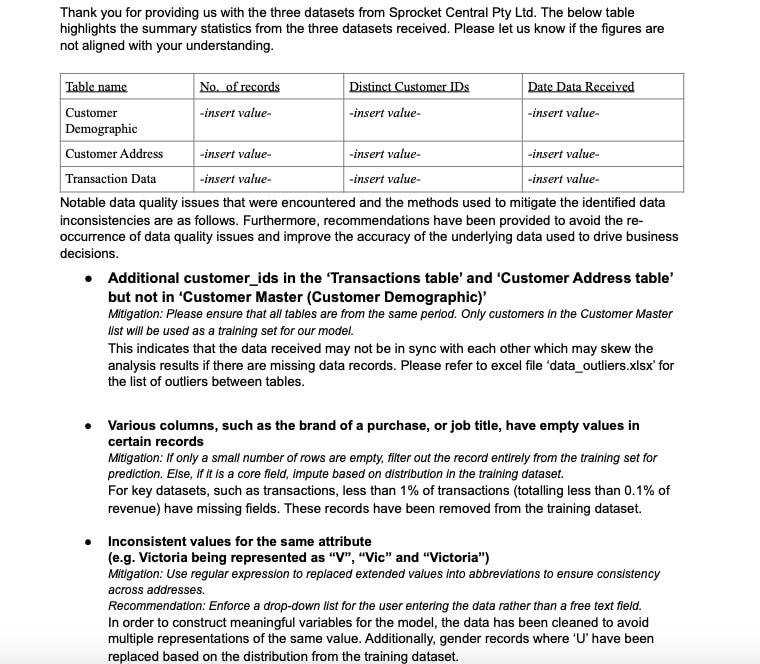 Thank you for providing us with the three datasets from Sprocket Central Pty Ltd. The below table
highlights the summary statistics from the three datasets received. Please let us know if the figures are
not aligned with your understanding.
Table name No. of records Distinct Customer IDs Date Data Received
Customer -insert value- -insert value- -insert value-
Demographic
Customer Address -insert value- -insert value- -insert value-
Transaction Data -insert value- -insert value- -insert value-
Notable data quality issues that were encountered and the methods used to mitigate the identified data
inconsistencies are as follows. Furthermore, recommendations have been provided to avoid the re-
occurrence of data quality issues and improve the accuracy of the underlying data used to drive business
decisions.
● Additional customer_ids in the ‘Transactions table’ and ‘Customer Address table’
but not in ‘Customer Master (Customer Demographic)’
Mitigation: Please ensure that all tables are from the same period. Only customers in the Customer Master
list will be used as a training set for our model.
This indicates that the data received may not be in sync with each other which may skew the
analysis results if there are missing data records. Please refer to excel file ‘data_outliers.xlsx’ for
the list of outliers between tables.
● Various columns, such as the brand of a purchase, or job title, have empty values in
certain records
Mitigation: If only a small number of rows are empty, filter out the record entirely from the training set for
prediction. Else, if it is a core field, impute based on distribution in the training dataset.
For key datasets, such as transactions, less than 1% of transactions (totalling less than 0.1% of
revenue) have missing fields. These records have been removed from the training dataset.
● Inconsistent values for the same attribute
(e.g. Victoria being represented as “V”, “Vic” and “Victoria”)
Mitigation: Use regular expression to replaced extended values into abbreviations to ensure consistency
across addresses.
Recommendation: Enforce a drop-down list for the user entering the data rather than a free text field.
In order to construct meaningful variables for the model, the data has been cleaned to avoid
multiple representations of the same value. Additionally, gender records where ‘U’ have been
replaced based on the distribution from the training dataset.